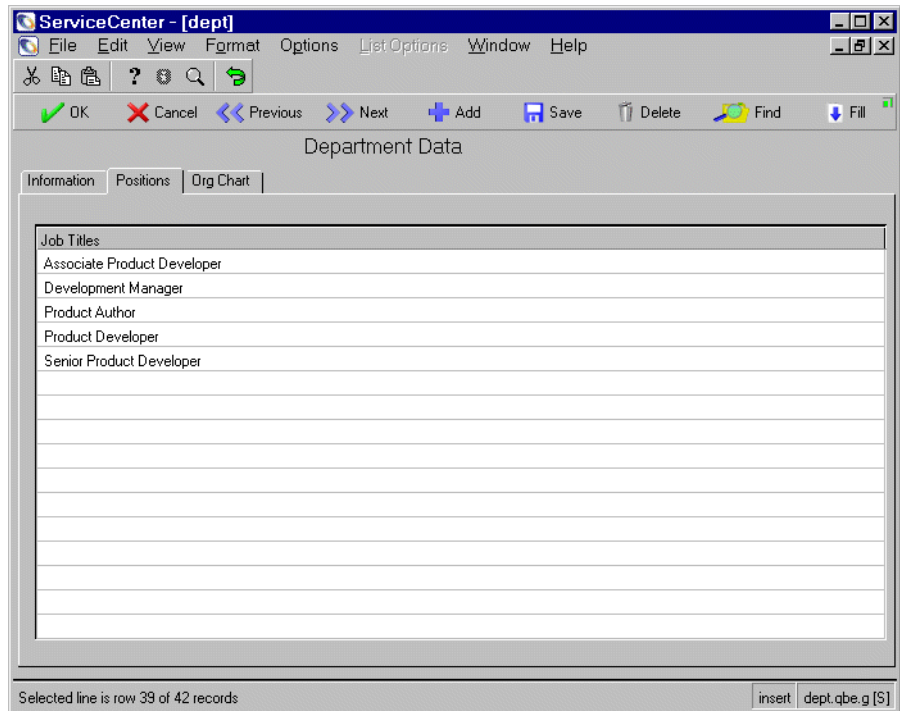 ServiceCenter - [dept]
File Edit View Format Options List Options Window Help
OK Cancel Previous Next Add Save Delete Find Fill
Department Data
Information Positions Org Chart
Job Titles
Associate Product Developer
Development Manager
Product Author
Product Developer
Senior Product Developer
Selected line is row 39 of 42 records insert dept.qbe.g [S]